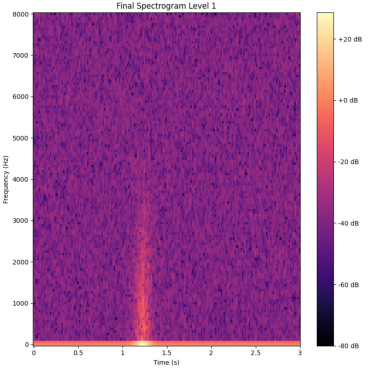 Final Spectrogram Level 1
8000
7000
6000
5000
4000
3000
2000
1000
0
Frequency (Hz)
0
0.5
1
1.5
2
2.5
3
Time (s)
+20 dB
+0 dB
-20 dB
-40 dB
-60 dB
-80 dB